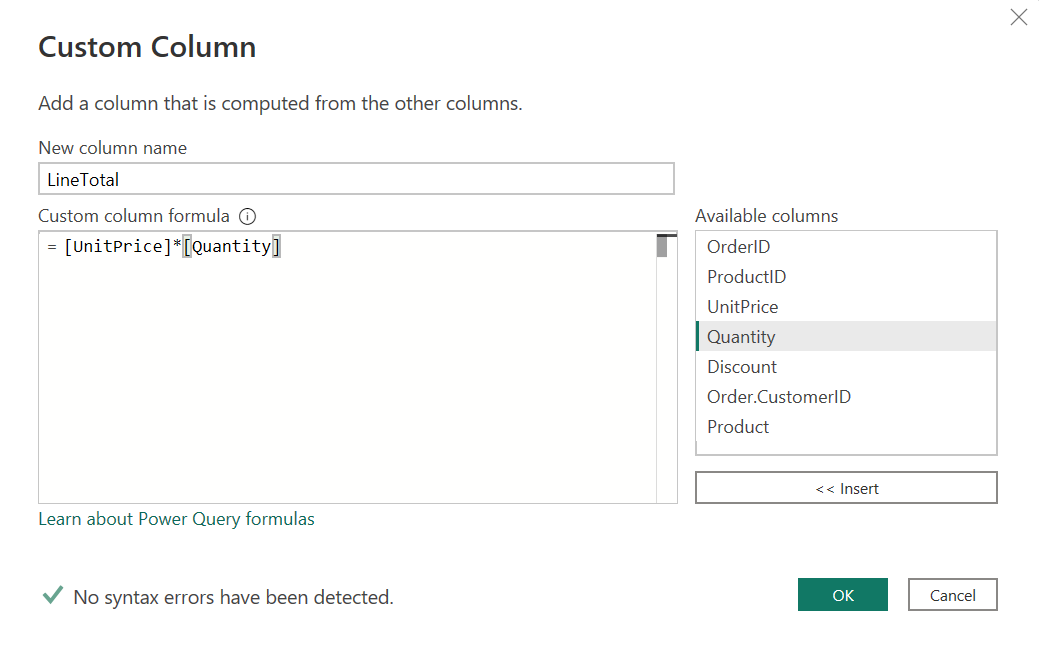 Custom Column
Add a column that is computed from the other columns.
New column name
LineTotal
Custom column formula
= [UnitPrice]*[Quantity]
Available columns
OrderID
ProductID
UnitPrice
Quantity
Discount
Order.CustomerID
Product
<< Insert
Learn about Power Query formulas
No syntax errors have been detected.
OK
Cancel